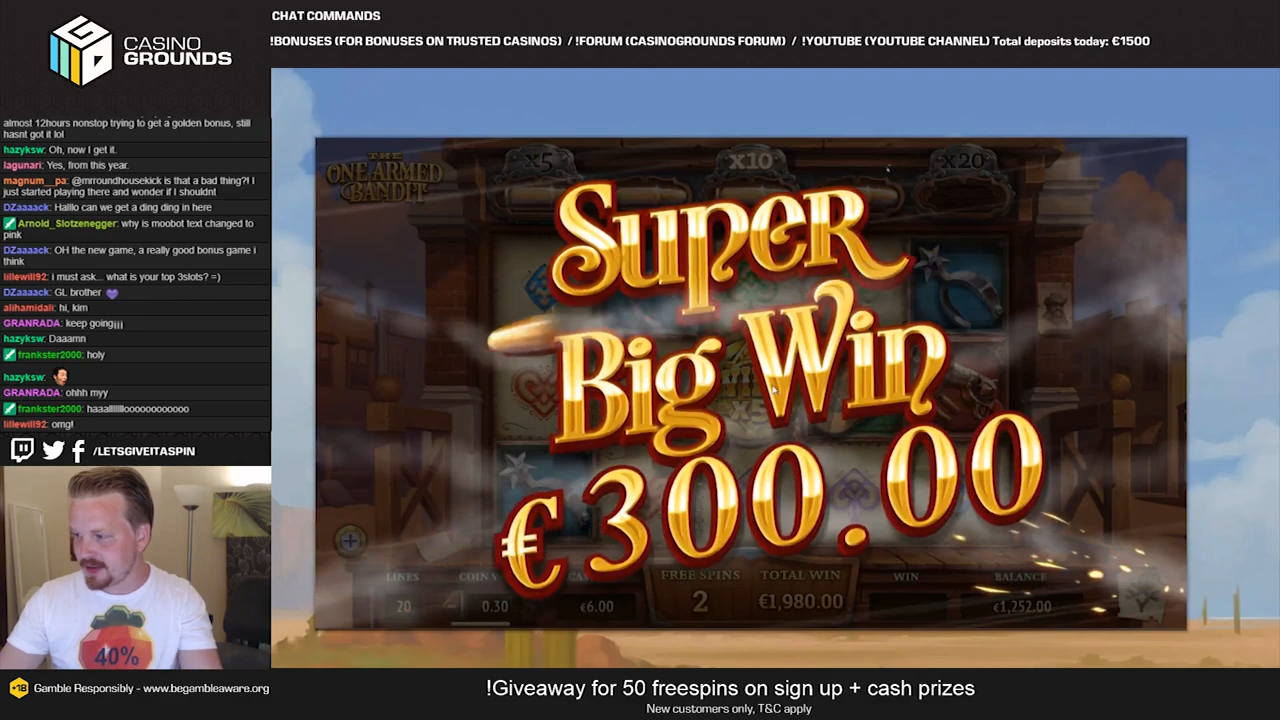 CHAT COMMANDS
!BONUSES (FOR BONUSES ON TRUSTED CASINOS) / !FORUM (CASINOGROUNDS FORUM) / !YOUTUBE (YOUTUBE CHANNEL) Total deposits today: €1500
CASINO
GROUNDS
almost 12hours nonstop trying to get a golden bonus, still
hasnt got it lol
hazyksw: Oh, now I get it.
lagunari: Yes, from this year.
magnum__pa: @mrroundhousekick is that a bad thing?! I
just started playing there and wonder if I shouldnt
DZaaaack: Halllo can we get a ding ding in here
Arnold_Slotzenegger: why is moobot text changed to
pink
DZaaaack: OH the new game, a really good bonus game i
think
lillewill92: i must ask... what is your top 3slots? =)
DZaaaack: GL brother
alihamidali: hi, kim
GRANRADA: keep going¡¡¡
hazyksw: Daaamn
frankster2000: holy
hazyksw:
GRANRADA: ohhh myy
frankster2000: haaallllllloooooooooooo
lillewill92: omg!
/LETSGIVEITASPIN
40%
THE
ONE ARMED
BANDIT
X5
X10
X20
Super
Big Win
€300.00
X5
LINES
20
COIN V
0.30
€6.00
FREE SPINS
2
TOTAL WIN
€1,980.00
WIN
BALANCE
€1,252.00
+18 Gamble Responsibly - www.begambleaware.org
!Giveaway for 50 freespins on sign up + cash prizes
New customers only, T&C apply